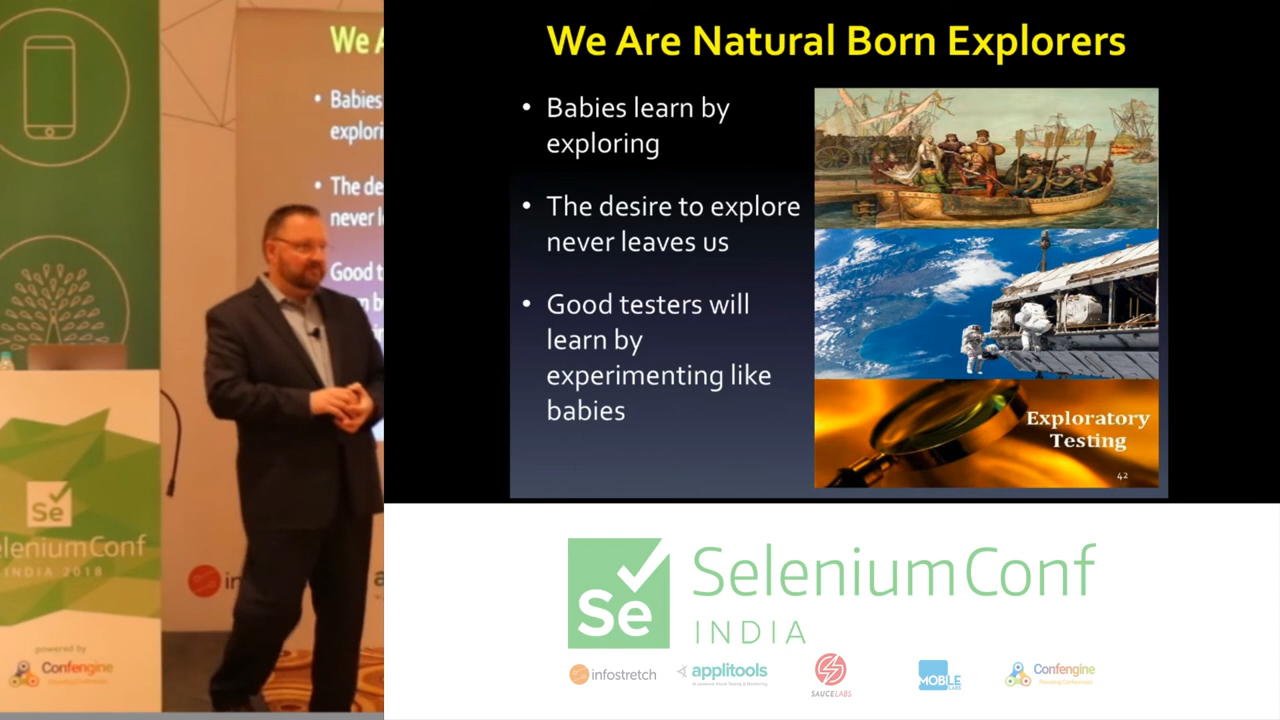 We A
• Babies
explori
• The de
never l
Good t
n b
Se
eleniumConf
INDIA 2018
powered by
Confengine
inf
We Are Natural Born Explorers
• Babies learn by
exploring
• The desire to explore
never leaves us
• Good testers will
learn by
experimenting like
babies
Exploratory
Testing
42
Se
SeleniumConf
INDIA
infostretch
applitools
SAUCELABS
MOBILE
LABS
Confengine